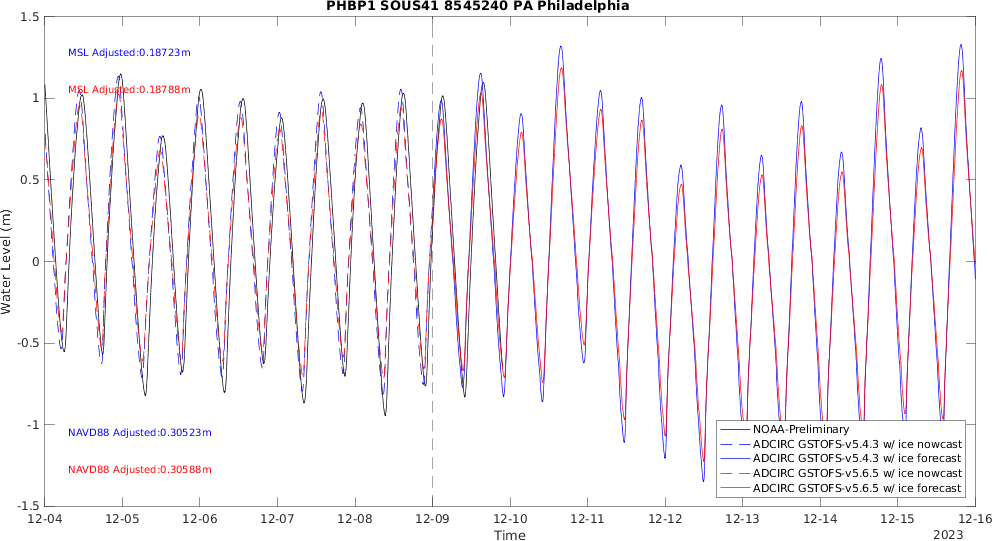 PHBP1 SOUS41 8545240 PA Philadelphia
1.5
1
0.5
0
-0.5
-1
-1.5
Water Level (m)
MSL Adjusted:0.18723m
MSL Adjusted:0.18788m
NAVD88 Adjusted:0.30523m
NAVD88 Adjusted:0.30588m
NOAA-Preliminary
ADCIRC GSTOFS-v5.4.3 w/ ice nowcast
ADCIRC GSTOFS-v5.4.3 w/ ice forecast
ADCIRC GSTOFS-v5.6.5 w/ ice nowcast
ADCIRC GSTOFS-v5.6.5 w/ ice forecast
12-04 12-05 12-06 12-07 12-08 12-09 12-10 12-11 12-12 12-13 12-14 12-15 12-16
Time
2023